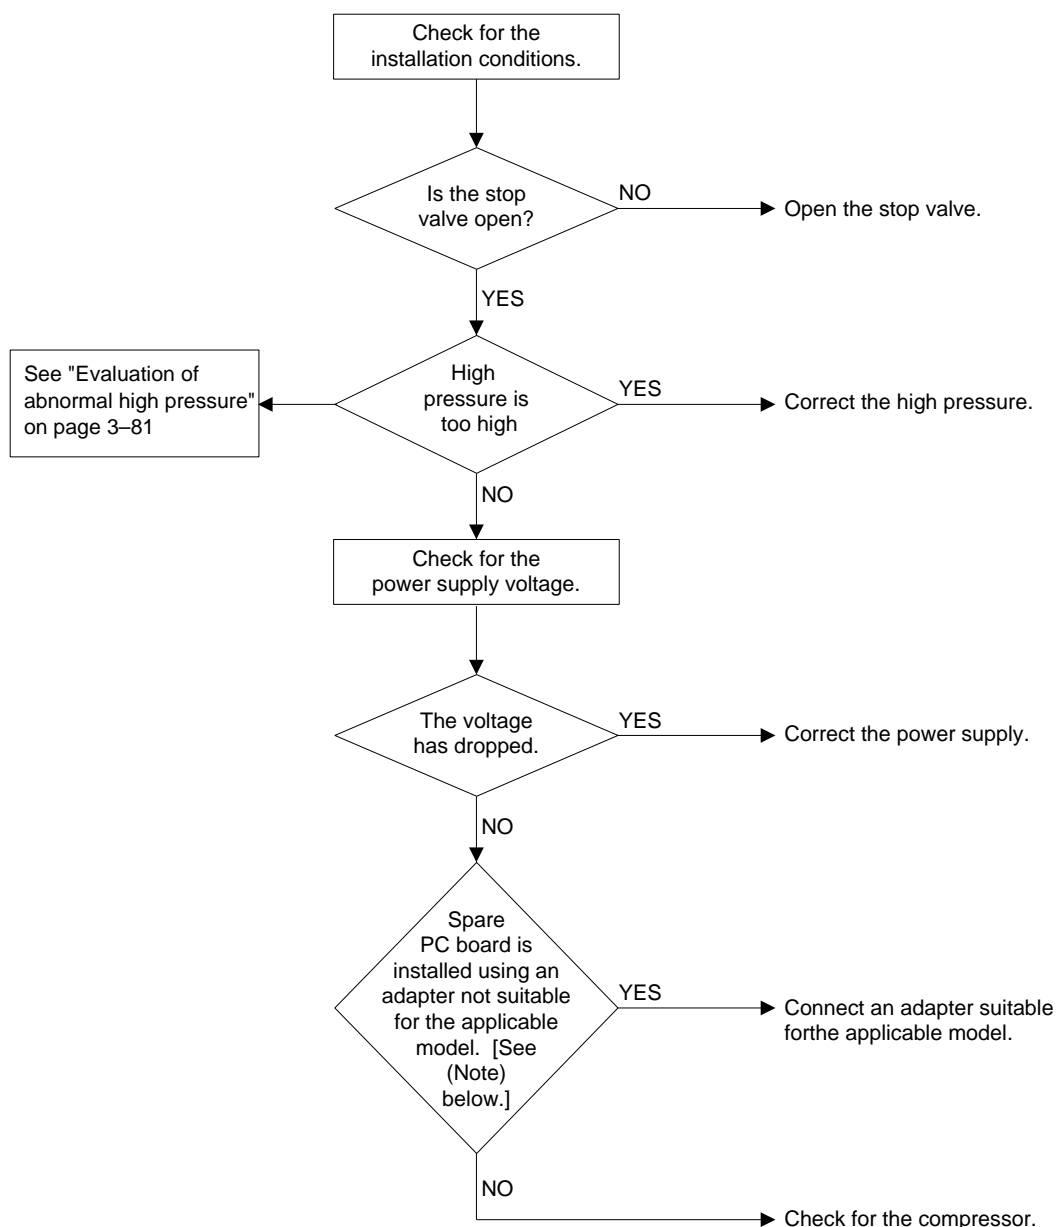 Check for the
installation conditions.
Is the stop
valve open?
NO
Open the stop valve.
YES
See "Evaluation of
abnormal high pressure"
on page 3–81
High
pressure is
too high
YES
Correct the high pressure.
NO
Check for the
power supply voltage.
The voltage
has dropped.
YES
Correct the power supply.
NO
Spare
PC board is
installed using an
adapter not suitable
for the applicable
model.  [See
(Note)
below.]
YES
Connect an adapter suitable
forthe applicable model.
NO
Check for the compressor.